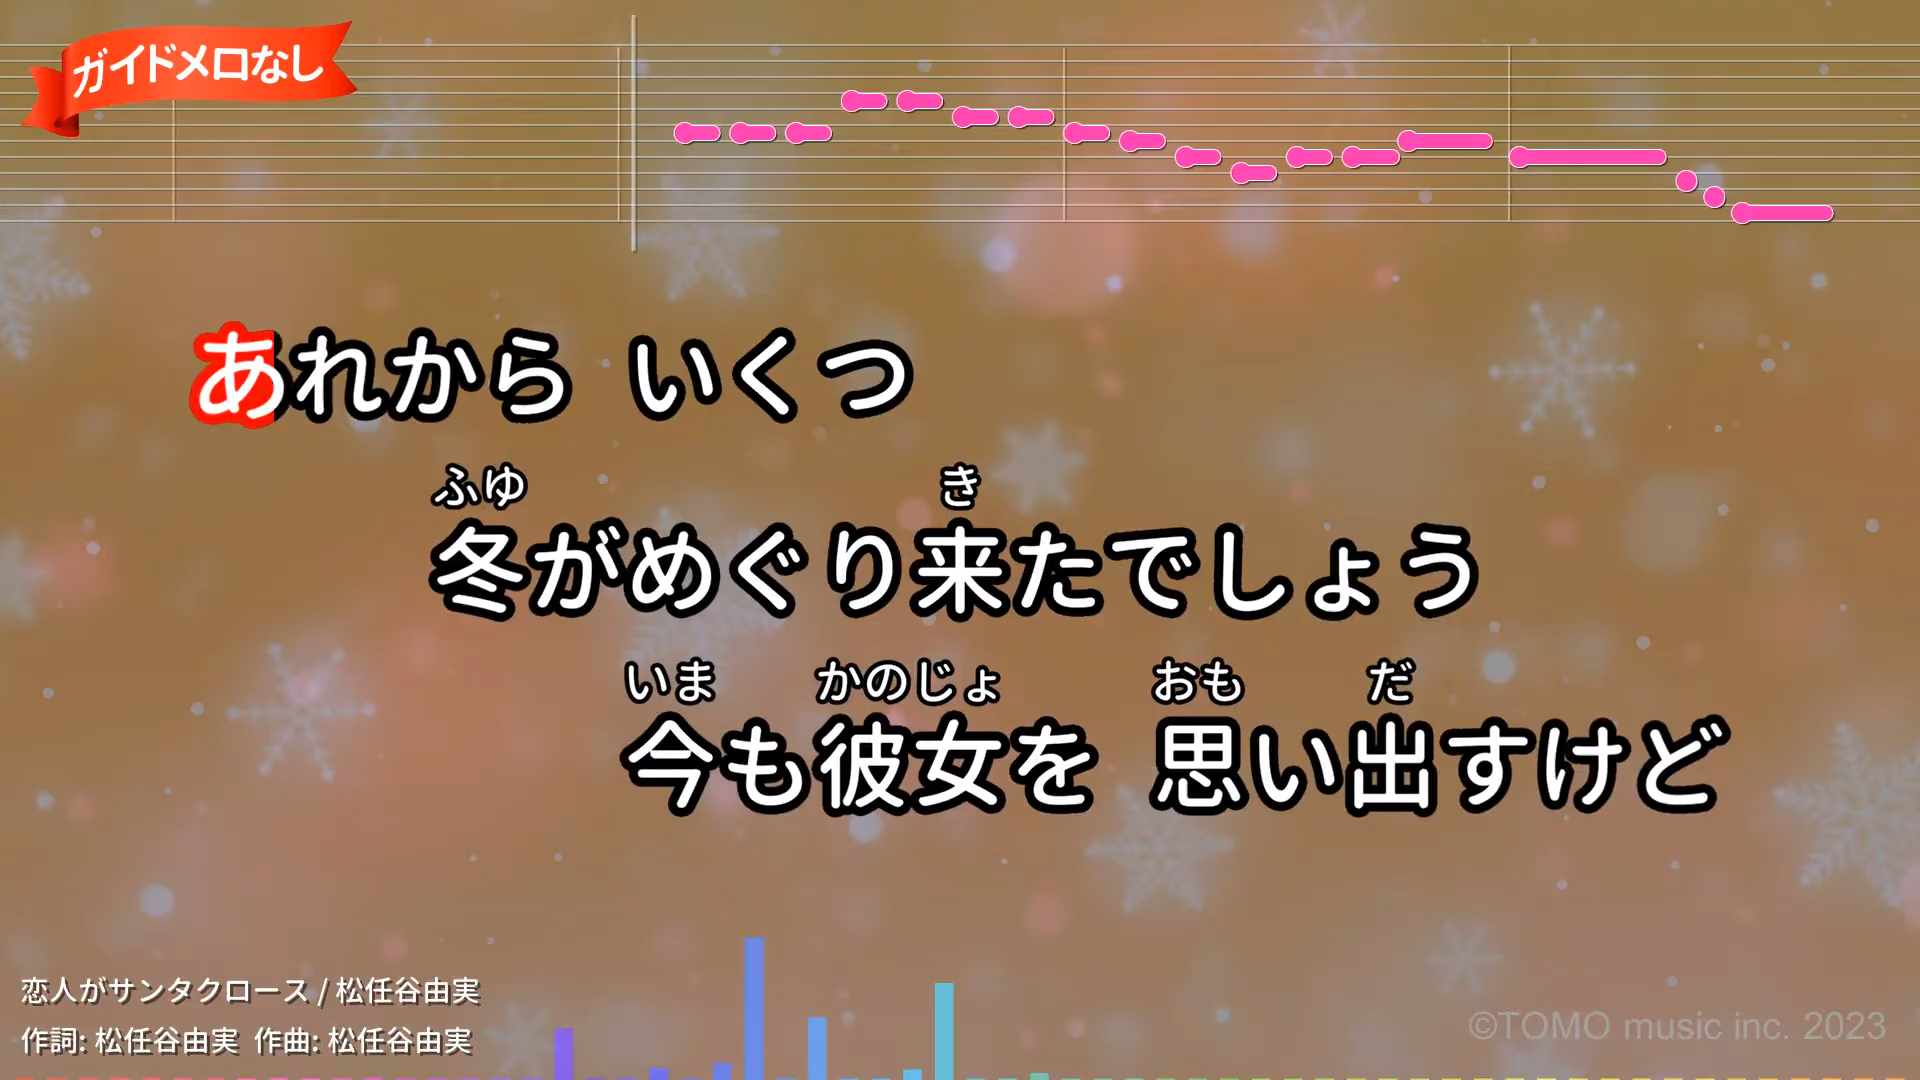 ガイドメロなし
あれから いくつ
ふゆ き
冬がめぐり来たでしょう
いま かのじょ おも だ
今も彼女を 思い出すけど
恋人がサンタクロース / 松任谷由実
作詞: 松任谷由実 作曲: 松任谷由実
©TOMO music inc. 2023